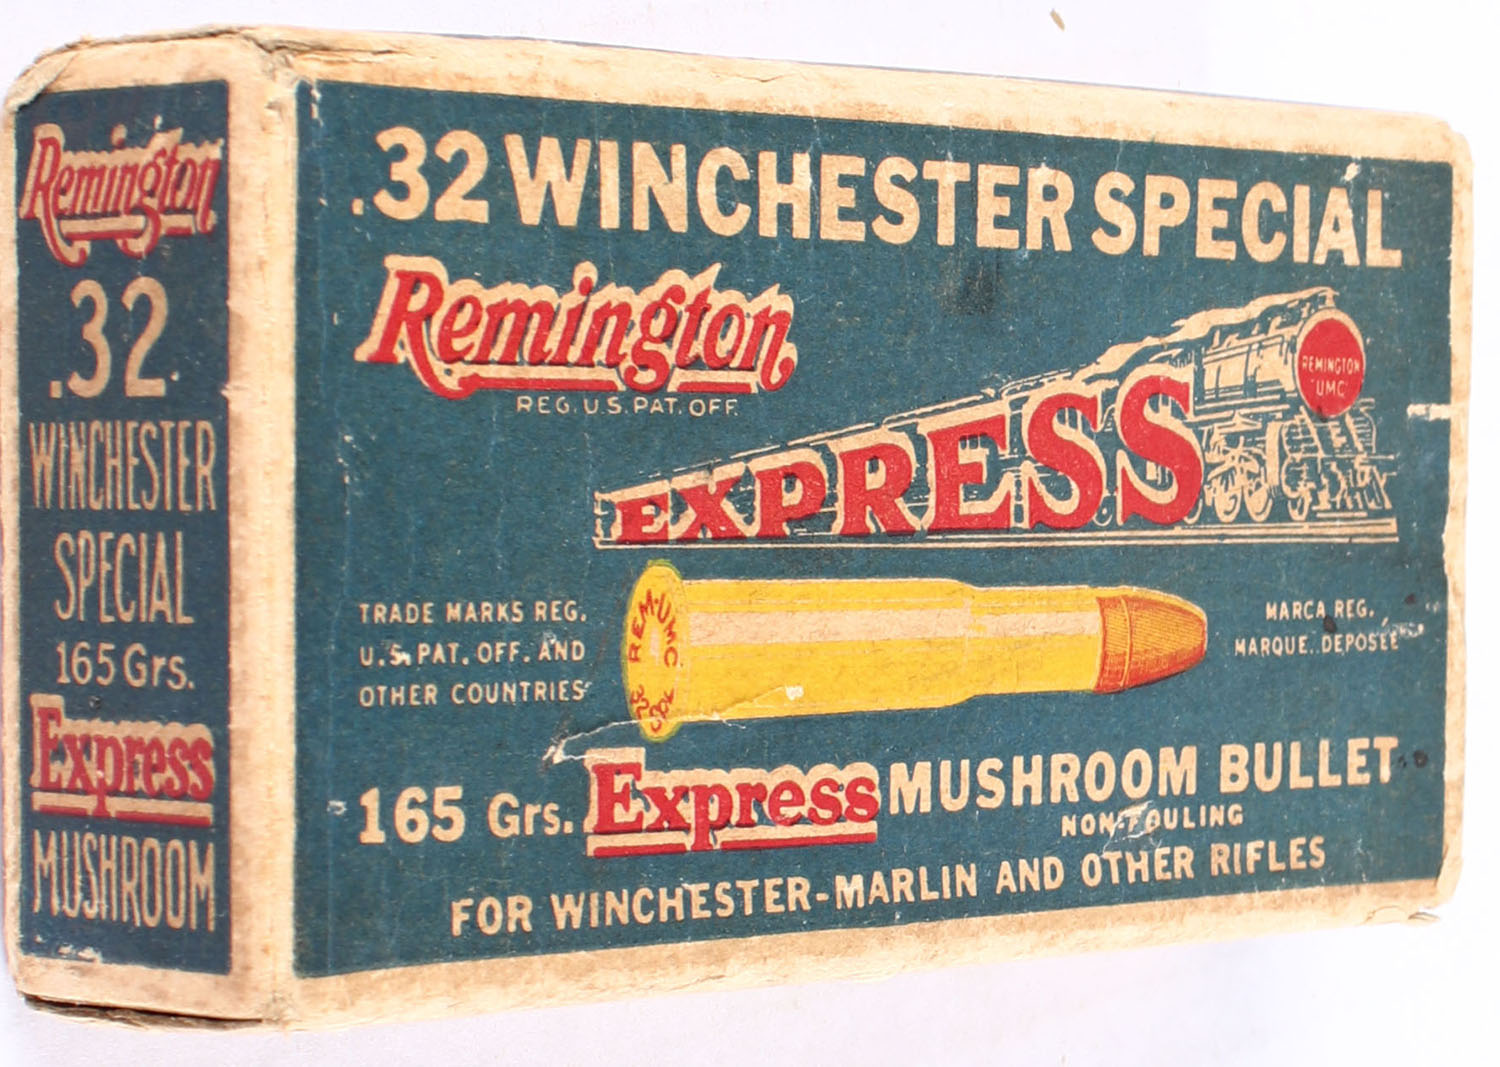 Remington
.32
WINCHESTER
SPECIAL
165 Grs.
Express
MUSHROOM
.32 WINCHESTER SPECIAL
Remington
REG. U.S. PAT. OFF.
EXPRESS
REMINGTON
UMC
TRADE MARKS REG.
U.S. PAT. OFF. AND
OTHER COUNTRIES
REM-UMC
32
MARCA REG.
MARQUE DEPOSÉE
165 Grs. Express MUSHROOM BULLET
NON-FOULING
FOR WINCHESTER-MARLIN AND OTHER RIFLES